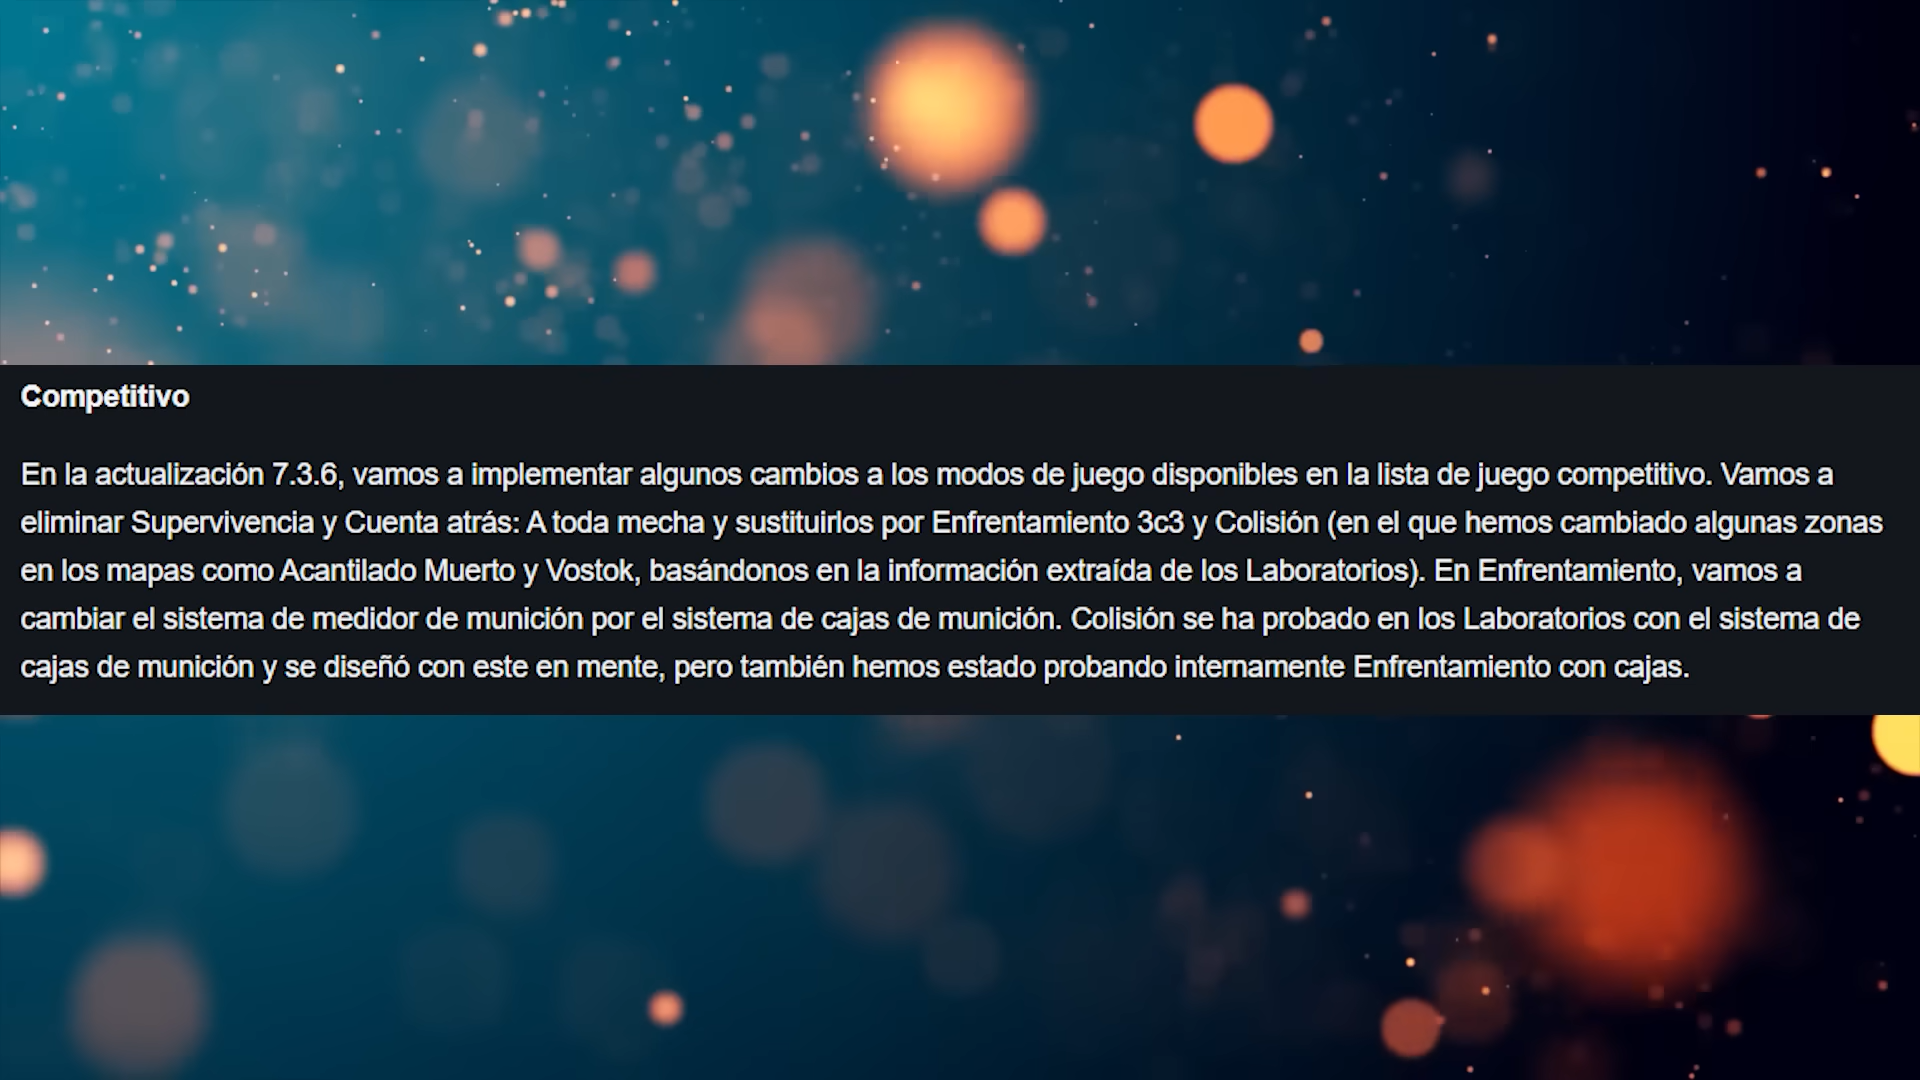 Competitivo
En la actualización 7.3.6, vamos a implementar algunos cambios a los modos de juego disponibles en la lista de juego competitivo. Vamos a
eliminar Supervivencia y Cuenta atrás: A toda mecha y sustituirlos por Enfrentamiento 3c3 y Colisión (en el que hemos cambiado algunas zonas
en los mapas como Acantilado Muerto y Vostok, basándonos en la información extraída de los Laboratorios). En Enfrentamiento, vamos a
cambiar el sistema de medidor de munición por el sistema de cajas de munición. Colisión se ha probado en los Laboratorios con el sistema de
cajas de munición y se diseñó con este en mente, pero también hemos estado probando internamente Enfrentamiento con cajas.